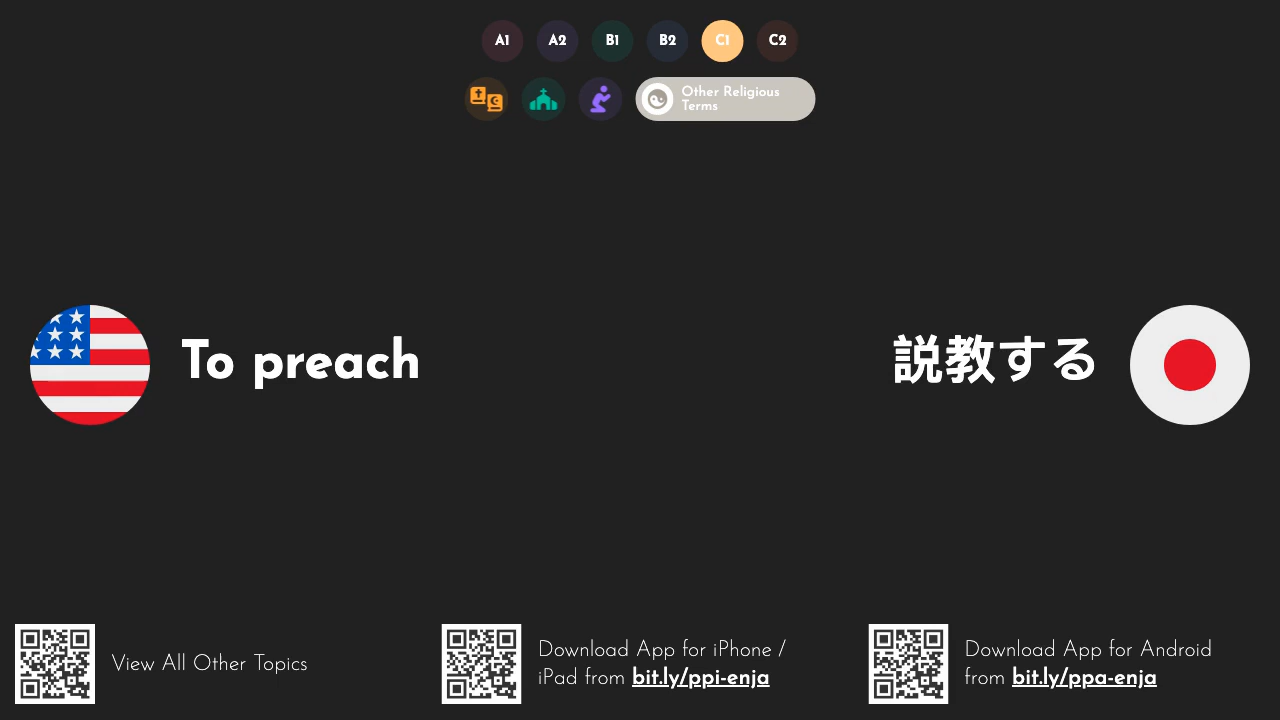 A1 A2 B1 B2 C1 C2
Other Religious
Terms
To preach
説教する
View All Other Topics
Download App for iPhone /
iPad from bit.ly/ppi-enja
Download App for Android
from bit.ly/ppa-enja